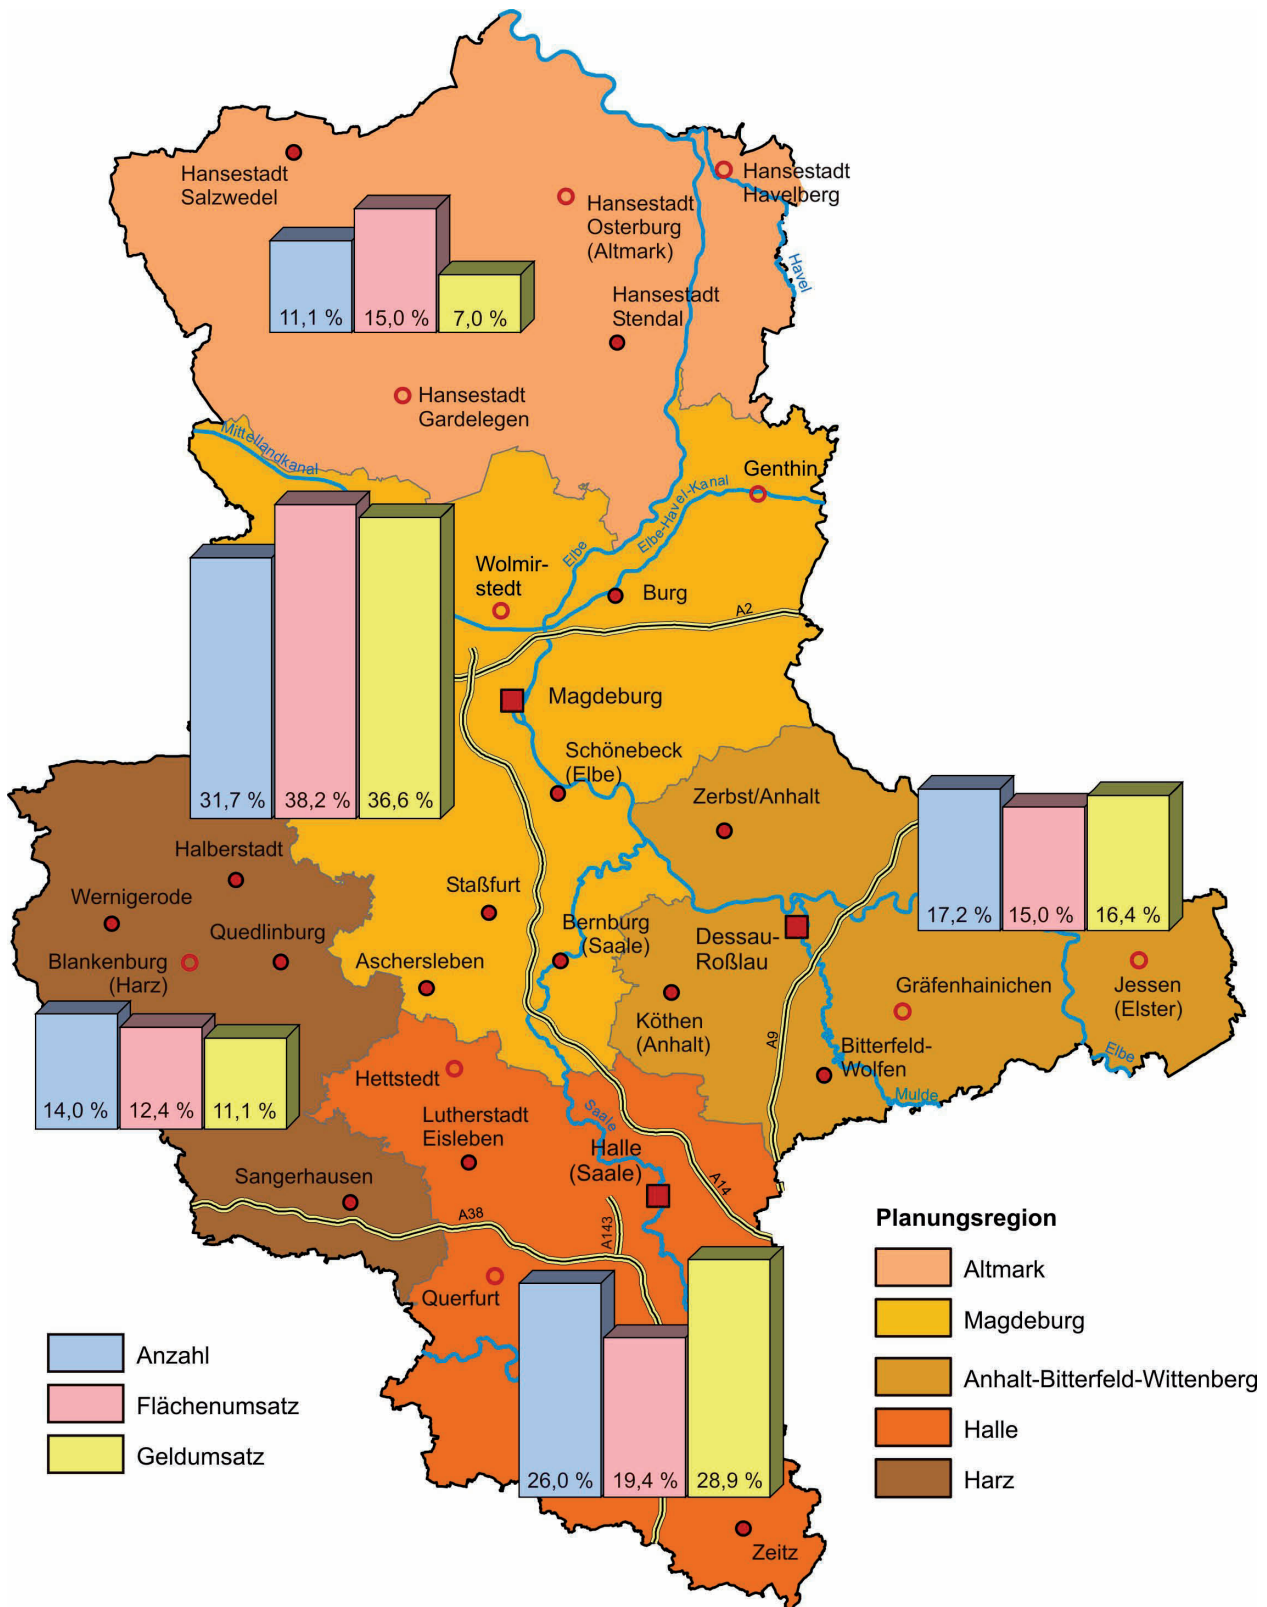 Hansestadt
Salzwedel
Hansestadt
Havelberg
Hansestadt
Osterburg
(Altmark)
Havel
Hansestadt
Stendal
11,1 %
15,0 %
7,0 %
Hansestadt
Gardelegen
Mittellandkanal
Genthin
Elbe-Havel-Kanal
Elbe
Wolmir-
stedt
Burg
A2
Magdeburg
Schönebeck
(Elbe)
31,7 %
38,2 %
36,6 %
Zerbst/Anhalt
Halberstadt
Wernigerode
Staßfurt
Quedlinburg
Bernburg
(Saale)
17,2 %
15,0 %
16,4 %
Dessau-
Roßlau
Blankenburg
(Harz)
Aschersleben
Gräfenhainichen
Jessen
(Elster)
Köthen
(Anhalt)
A9
Bitterfeld-
Wolfen
Elbe
Mulde
14,0 %
12,4 %
11,1 %
Hettstedt
Saale
Lutherstadt
Eisleben
Halle
(Saale)
Sangerhausen
A14
A38
A143
Querfurt
26,0 %
19,4 %
28,9 %
Zeitz
Anzahl
Flächenumsatz
Geldumsatz
Planungsregion
Altmark
Magdeburg
Anhalt-Bitterfeld-Wittenberg
Halle
Harz